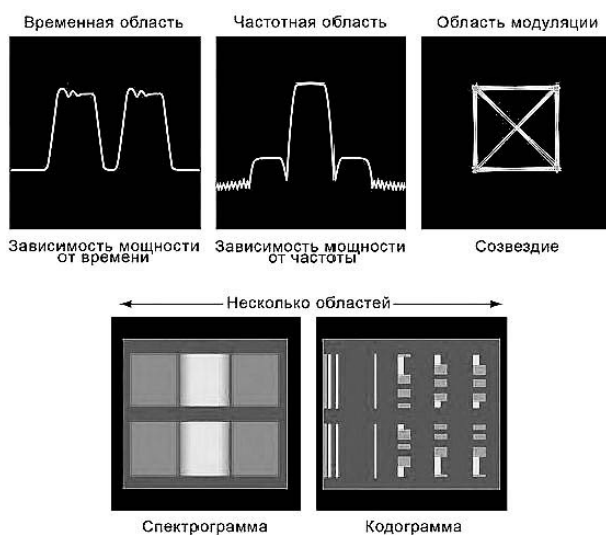 Временная область
Частотная область
Область модуляции
Зависимость мощности
от времени
Зависимость мощности
от частоты
Созвездие
Несколько областей
Спектрограмма
Кодограмма